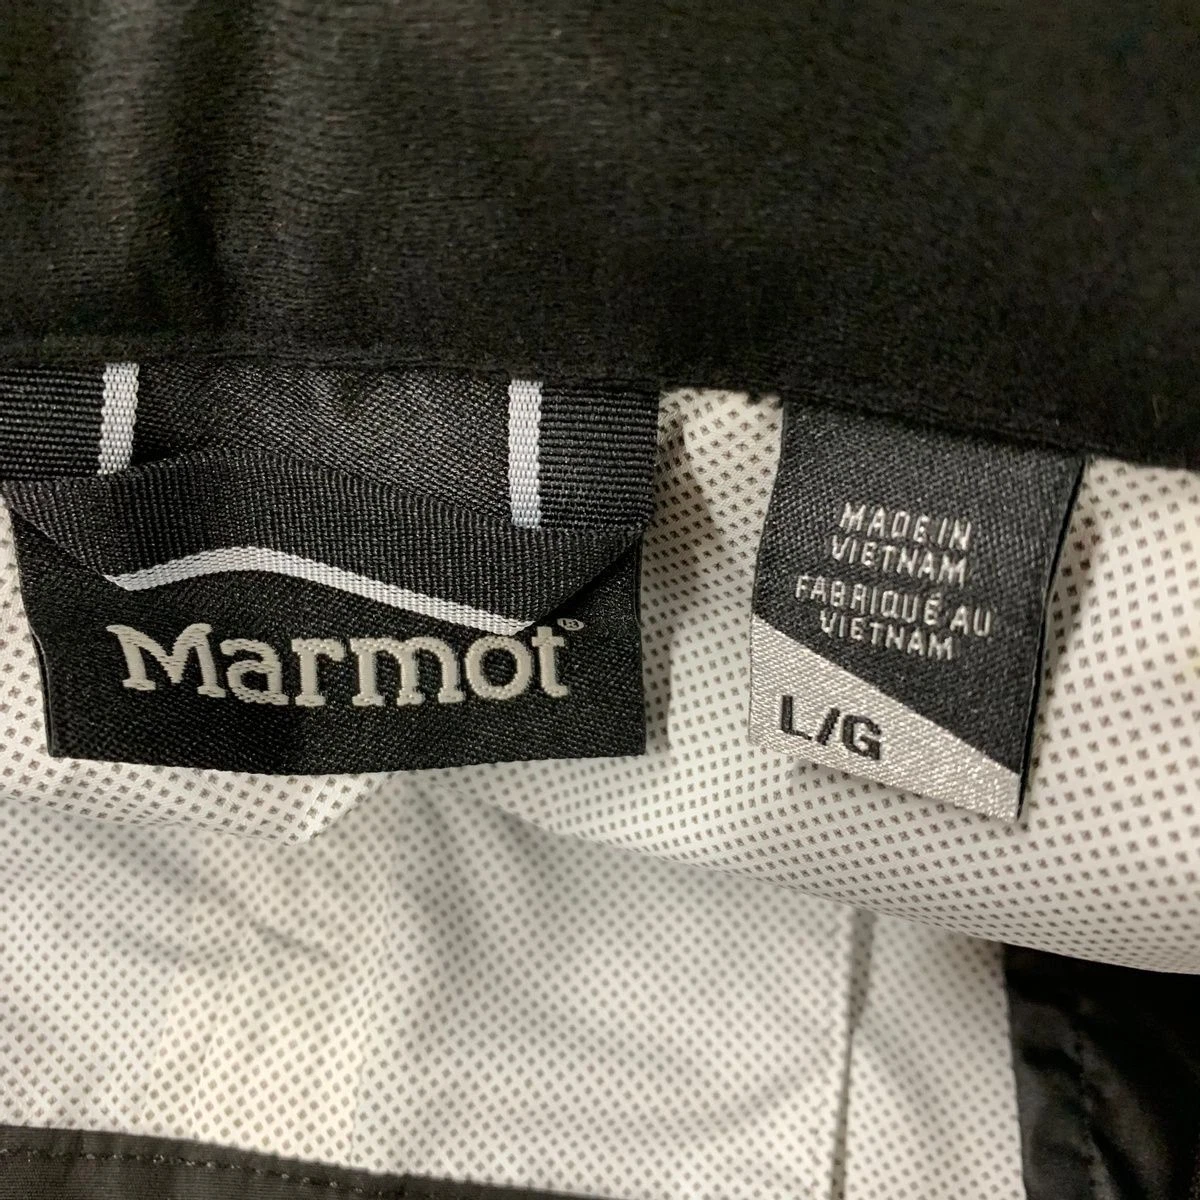 Marmot®
MADE IN
VIETNAM
FABRIQUÉ AU
VIETNAM
L/G